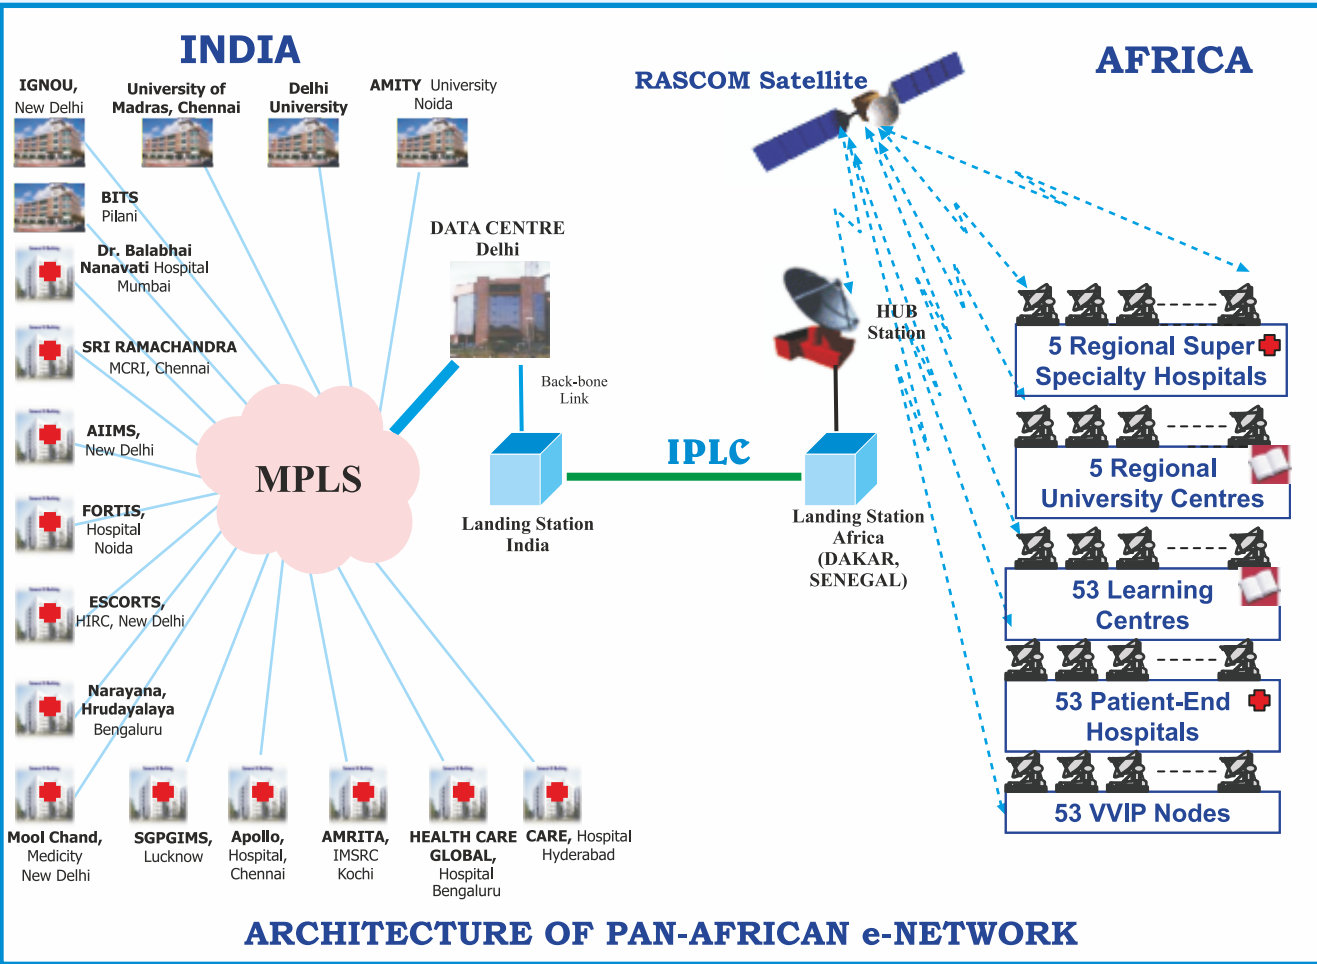 INDIA
AFRICA
RASCOM Satellite
IGNOU,
New Delhi
University of
Madras, Chennai
Delhi
University
AMITY University
Noida
BITS
Pilani
Dr. Balabhai
Nanavati Hospital
Mumbai
SRI RAMACHANDRA
MCRI, Chennai
AIIMS,
New Delhi
FORTIS,
Hospital
Noida
ESCORTS,
HIRC, New Delhi
Narayana,
Hrudayalaya
Bengaluru
Mool Chand,
Medicity
New Delhi
SGPGIMS,
Lucknow
Apollo,
Hospital,
Chennai
AMRITA,
IMSRC
Kochi
HEALTH CARE
GLOBAL,
Hospital
Bengaluru
CARE, Hospital
Hyderabad
MPLS
DATA CENTRE
Delhi
Back-bone
Link
Landing Station
India
IPLC
HUB
Station
Landing Station
Africa
(DAKAR,
SENEGAL)
5 Regional Super
Specialty Hospitals
5 Regional
University Centres
53 Learning
Centres
53 Patient-End
Hospitals
53 VVIP Nodes
ARCHITECTURE OF PAN-AFRICAN e-NETWORK